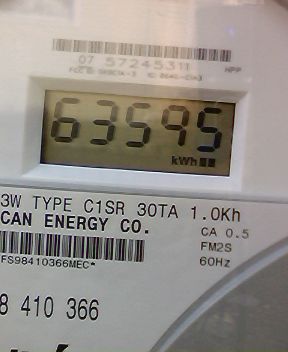 07 57245311
HPP
63595
kWh
3W TYPE C1SR 30TA 1.0Kh
CAN ENERGY CO.
CA 0.5
FM2S
FS98410366MEC*
60Hz
8 410 366